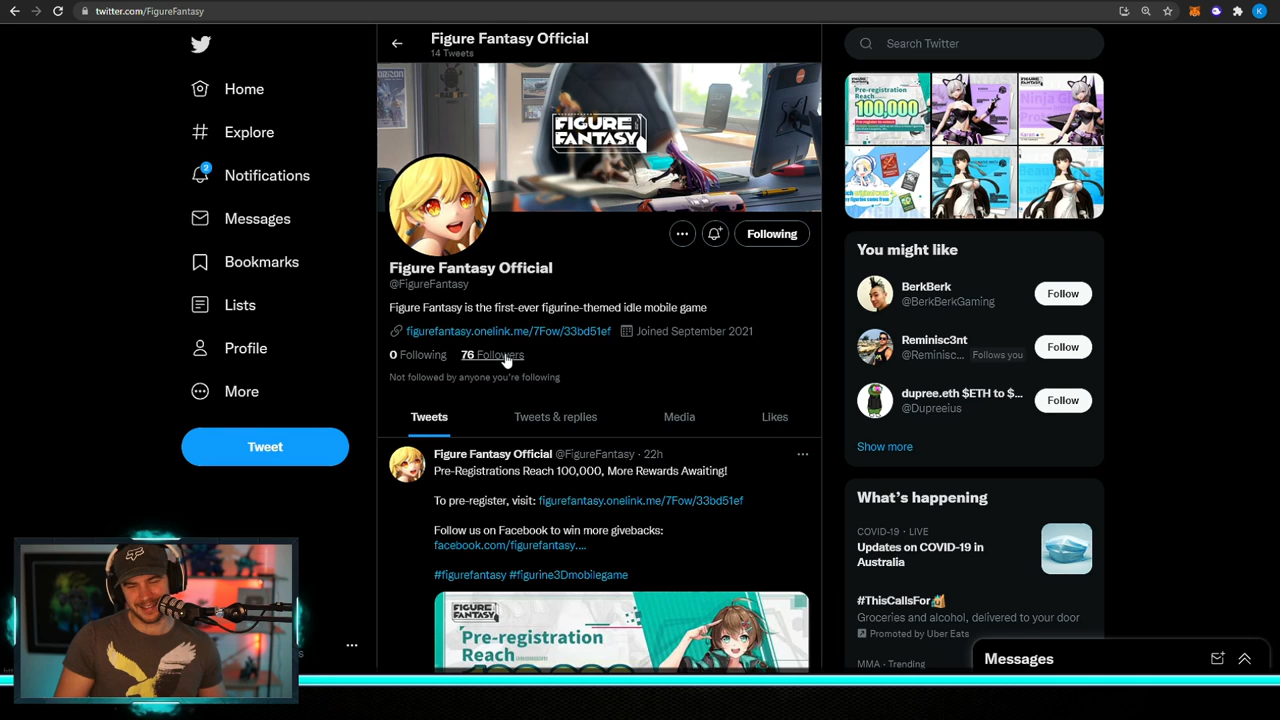 twitter.com/FigureFantasy
K
Home
Explore
2
Notifications
Messages
Bookmarks
Lists
Profile
More
Tweet
Figure Fantasy Official
14 Tweets
HORIZON
FIGURE
FANTASY
Following
Figure Fantasy Official
@FigureFantasy
Figure Fantasy is the first-ever figurine-themed idle mobile game
figurefantasy.onelink.me/7Fow/33bd51ef Joined September 2021
0 Following 76 Followers
Not followed by anyone you're following
Tweets Tweets & replies Media Likes
Figure Fantasy Official @FigureFantasy · 22h
Pre-Registrations Reach 100,000, More Rewards Awaiting!
To pre-register, visit: figurefantasy.onelink.me/7Fow/33bd51ef
Follow us on Facebook to win more givebacks:
facebook.com/figurefantasy....
#figurefantasy #figurine3Dmobilegame
FIGURE
FANTASY
Pre-registration
Reach
Search Twitter
Pre-registration
Reach
100,000
You might like
BerkBerk
@BerkBerkGaming
Follow
Reminisc3nt
@Reminisc... Follows you
Follow
dupree.eth $ETH to $...
@Dupreeius
Follow
Show more
What's happening
COVID-19 · LIVE
Updates on COVID-19 in
Australia
#ThisCallsFor
Groceries and alcohol, delivered to your door
Promoted by Uber Eats
MMA · Trending
Messages